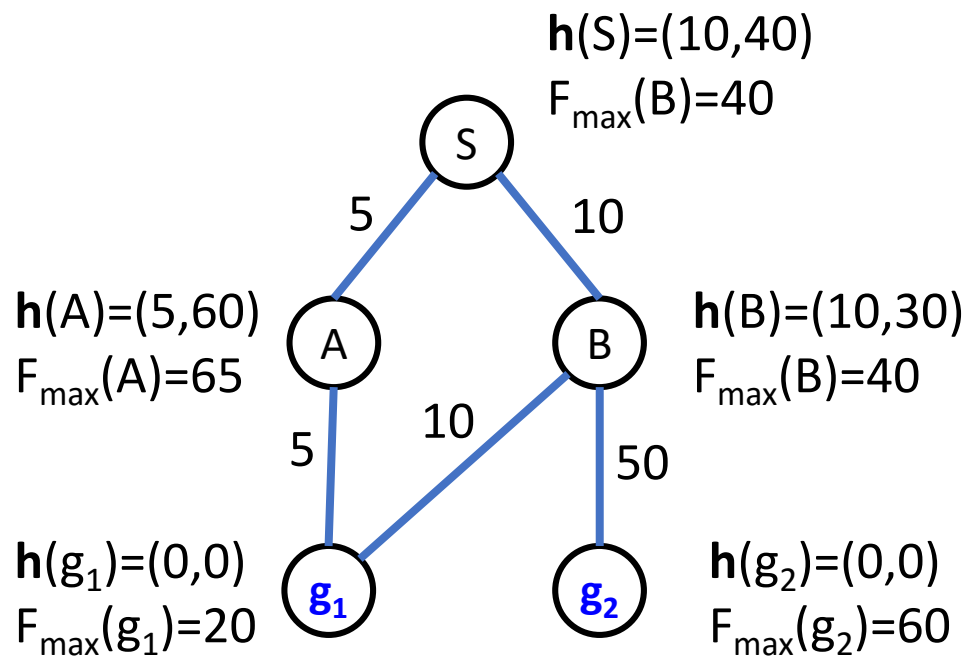 h(S)=(10,40)
Fmax(B)=40
S
5
10
h(A)=(5,60)
Fmax(A)=65
A
B
h(B)=(10,30)
Fmax(B)=40
5
10
50
h(g1)=(0,0)
Fmax(g1)=20
g1
g2
h(g2)=(0,0)
Fmax(g2)=60